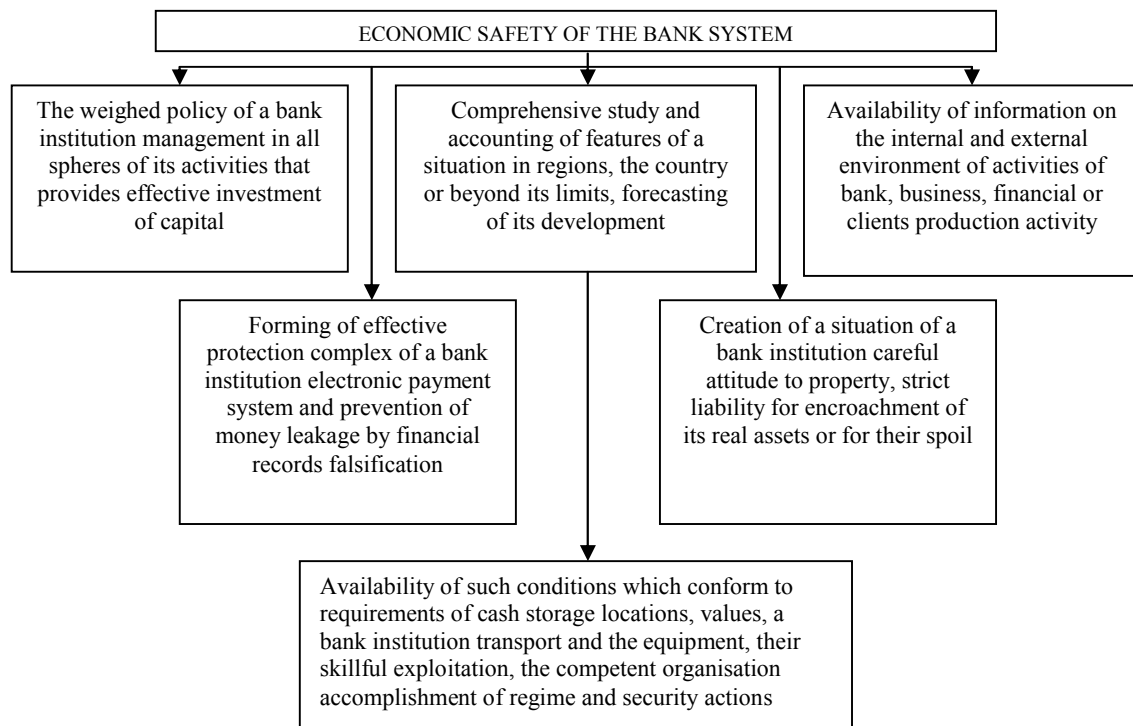 ECONOMIC SAFETY OF THE BANK SYSTEM
The weighed policy of a bank
institution management in all
spheres of its activities that
provides effective investment
of capital
Comprehensive study and
accounting of features of a
situation in regions, the country
or beyond its limits, forecasting
of its development
Availability of information on
the internal and external
environment of activities of
bank, business, financial or
clients production activity
Forming of effective
protection complex of a bank
institution electronic payment
system and prevention of
money leakage by financial
records falsification
Creation of a situation of a
bank institution careful
attitude to property, strict
liability for encroachment of
its real assets or for their spoil
Availability of such conditions which conform to
requirements of cash storage locations, values, a
bank institution transport and the equipment, their
skillful exploitation, the competent organisation
accomplishment of regime and security actions